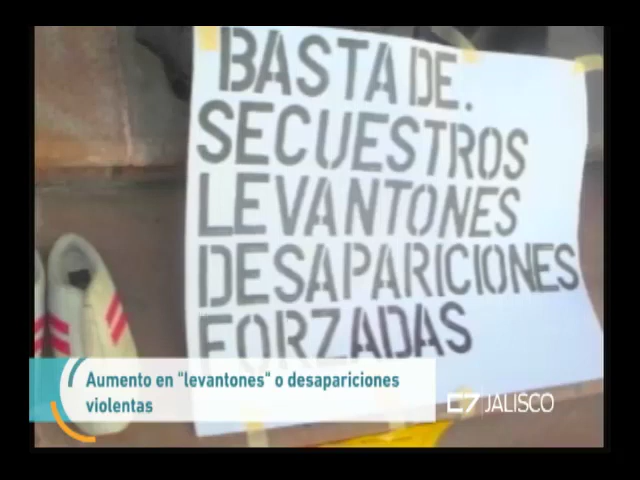 BASTA DE.
SECUESTROS
LEVANTONES
DESAPARICIONES
FORZADAS
Aumento en "levantones" o desapariciones
violentas
C7 JALISCO